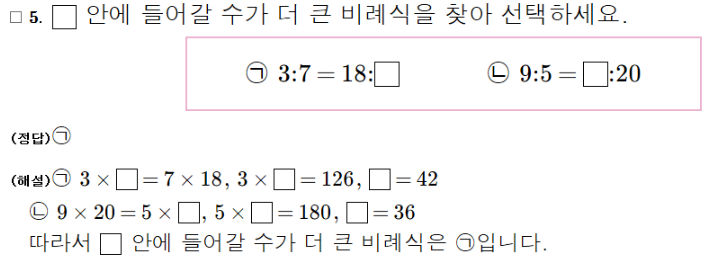 □ 5. □ 안에 들어갈 수가 더 큰 비례식을 찾아 선택하세요.
㉠ 3:7 = 18:□ ㉡ 9:5 = □:20
(정답)㉠
(해설)㉠ 3 × □ = 7 × 18, 3 × □ = 126, □ = 42
㉡ 9 × 20 = 5 × □, 5 × □ = 180, □ = 36
따라서 □ 안에 들어갈 수가 더 큰 비례식은 ㉠입니다.